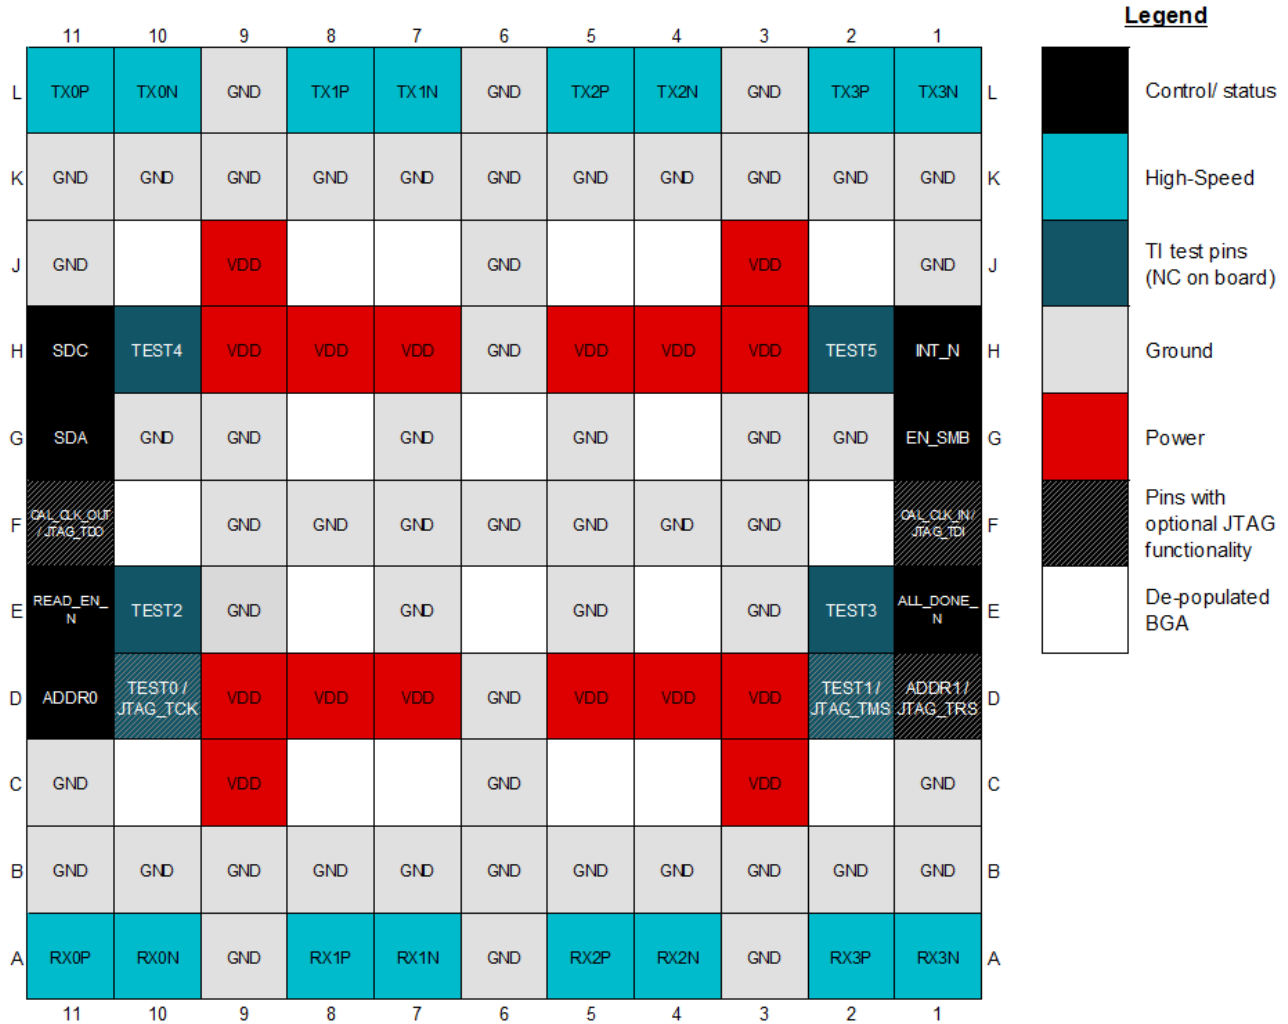 Legend
11 10 9 8 7 6 5 4 3 2 1
L TX0P TX0N GND TX1P TX1N GND TX2P TX2N GND TX3P TX3N L
Control/ status
K GND GND GND GND GND GND GND GND GND GND GND K
High-Speed
J GND VDD GND VDD GND J
TI test pins
(NC on board)
H SDC TEST4 VDD VDD VDD GND VDD VDD VDD TEST5 INT_N H
Ground
G SDA GND GND GND GND GND GND EN_SMB G
Power
F CAL_CLK_OUT
/ JTAG_TDO
GND GND GND GND GND GND GND
CAL_CLK_IN /
JTAG_TDI
F
Pins with
optional JTAG
functionality
E READ_EN_
N
TEST2 GND GND GND GND TEST3
ALL_DONE_
N
E
De-populated
BGA
D ADDR0
TEST0 /
JTAG_TCK
VDD VDD VDD GND VDD VDD VDD
TEST1 /
JTAG_TMS
ADDR1 /
JTAG_TRS
D
C GND VDD GND VDD GND C
B GND GND GND GND GND GND GND GND GND GND GND B
A RX0P RX0N GND RX1P RX1N GND RX2P RX2N GND RX3P RX3N A
11 10 9 8 7 6 5 4 3 2 1